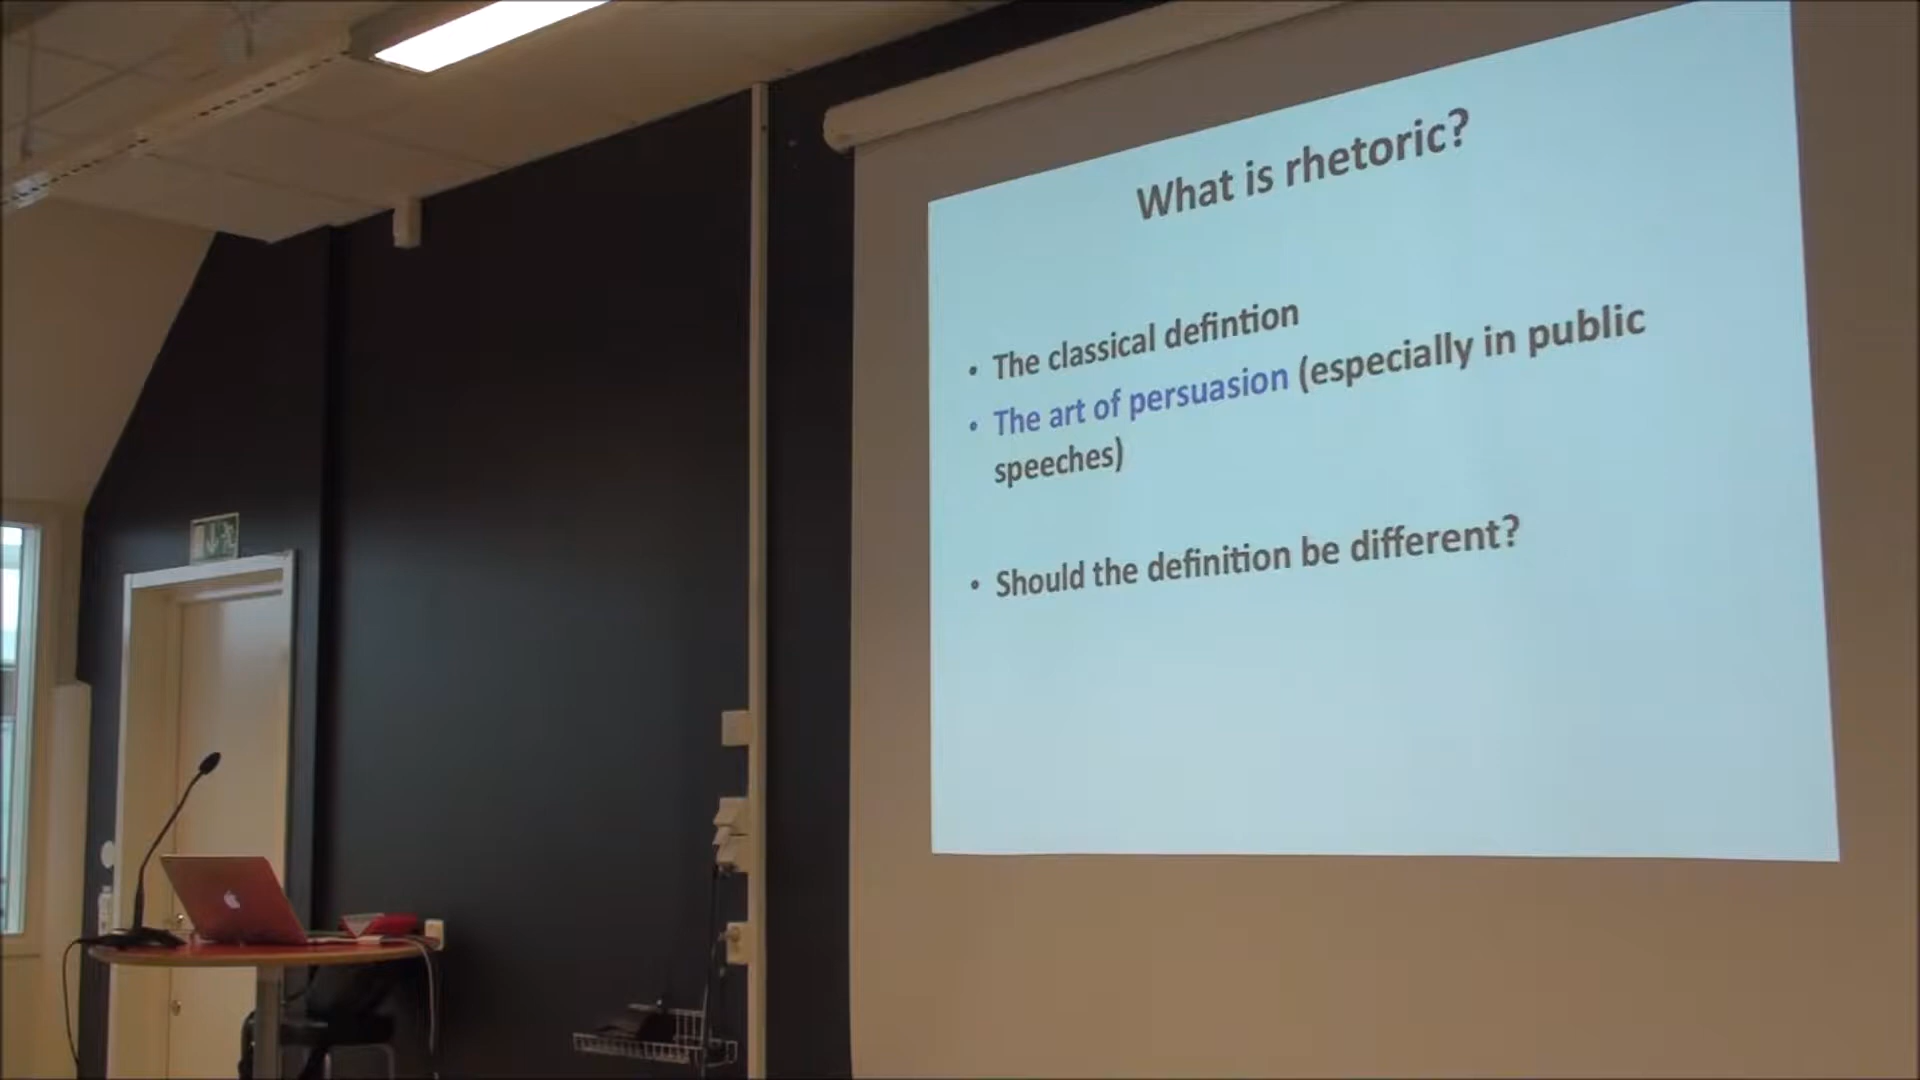 What is rhetoric?
• The classical defintion
• The art of persuasion (especially in public
speeches)
• Should the definition be different?